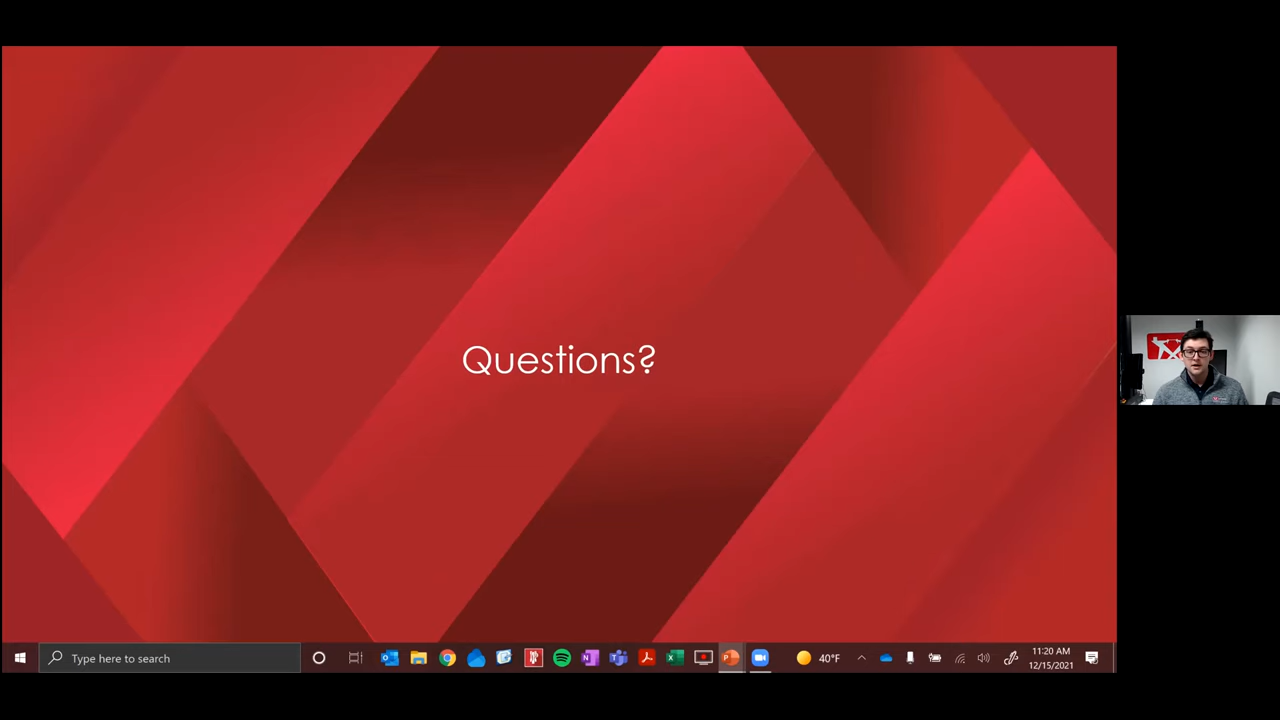 Questions?
Type here to search
40°F
11:20 AM
12/15/2021